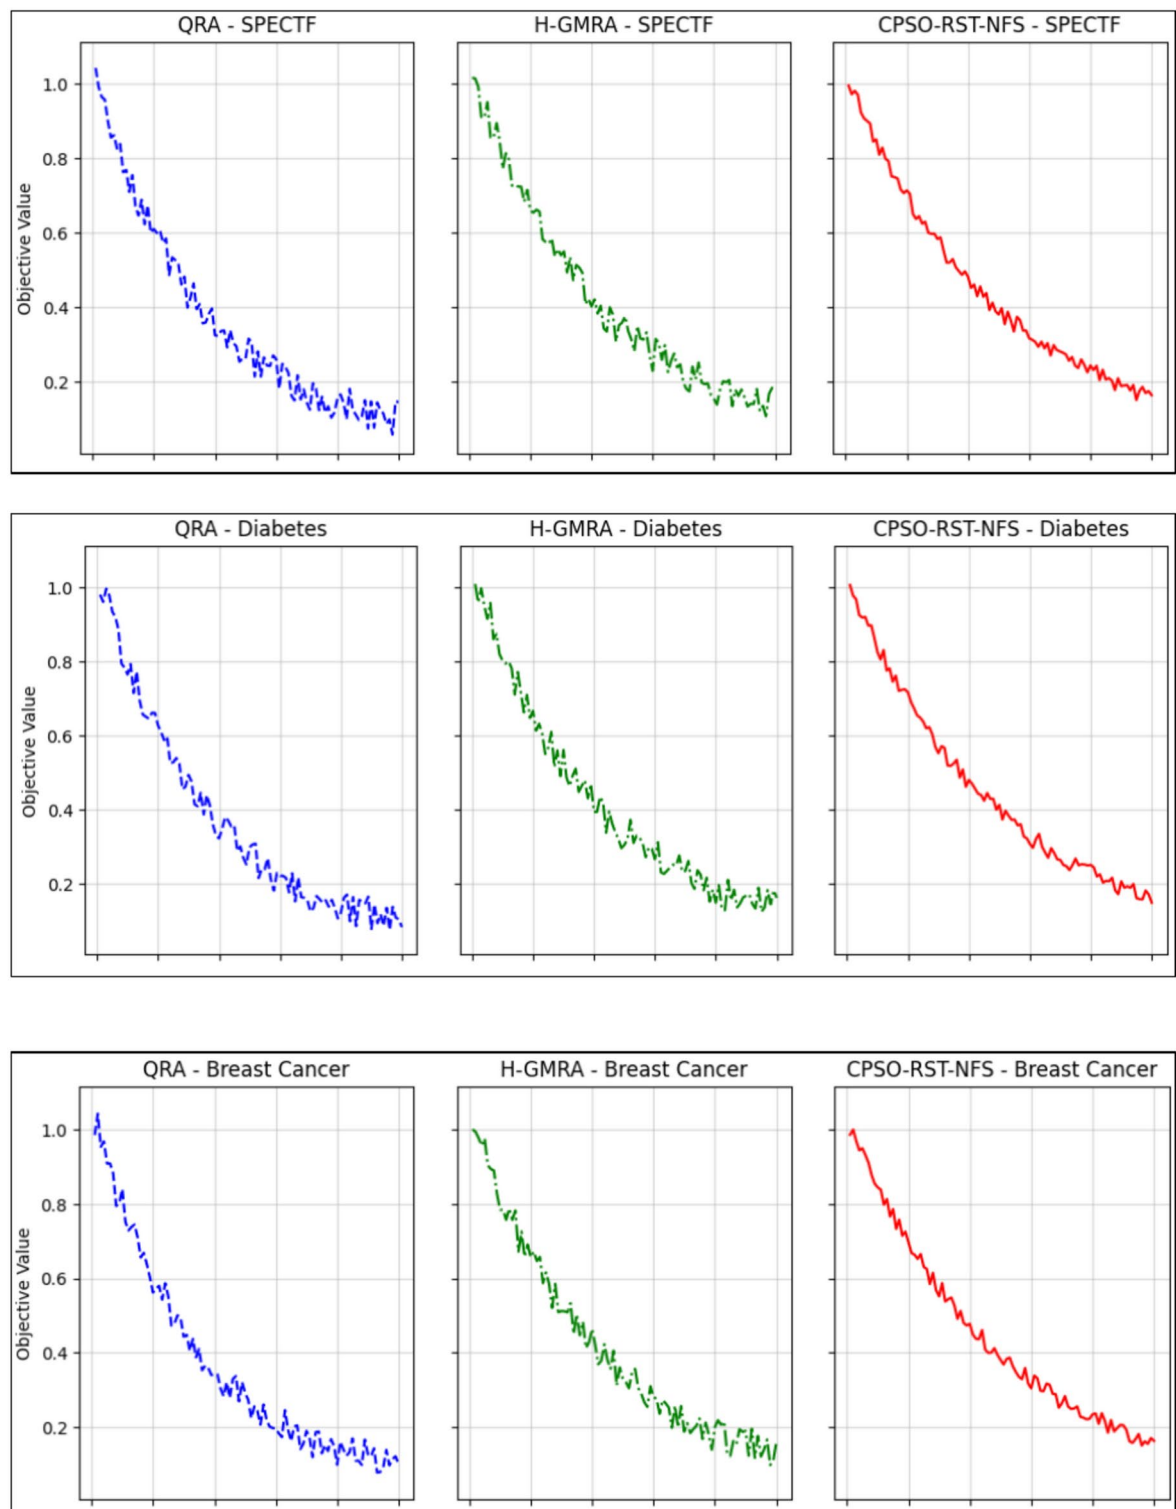 QRA - SPECTF
H-GMRA - SPECTF
CPSO-RST-NFS - SPECTF
Objective Value
1.0
0.8
0.6
0.4
0.2
QRA - Diabetes
H-GMRA - Diabetes
CPSO-RST-NFS - Diabetes
Objective Value
1.0
0.8
0.6
0.4
0.2
QRA - Breast Cancer
H-GMRA - Breast Cancer
CPSO-RST-NFS - Breast Cancer
Objective Value
1.0
0.8
0.6
0.4
0.2